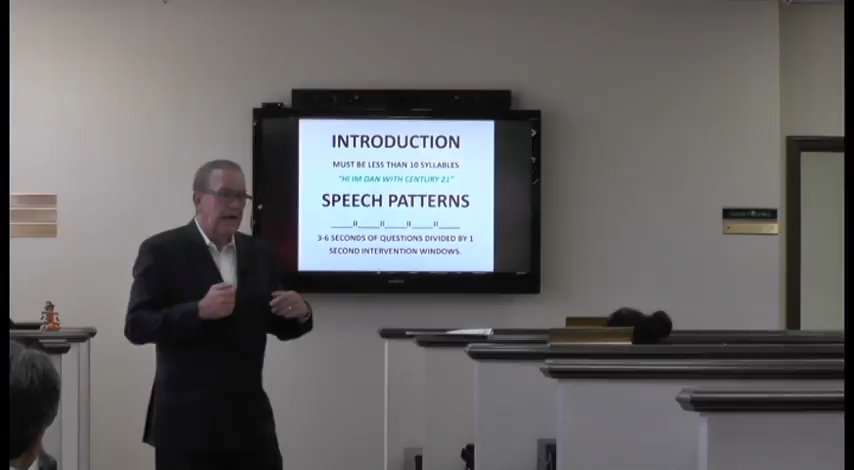 INTRODUCTION
MUST BE LESS THAN 10 SYLLABLES
"HI IM DAN WITH CENTURY 21"
SPEECH PATTERNS
_____II_____II_____II_____II_____
3-6 SECONDS OF QUESTIONS DIVIDED BY 1
SECOND INTERVENTION WINDOWS.